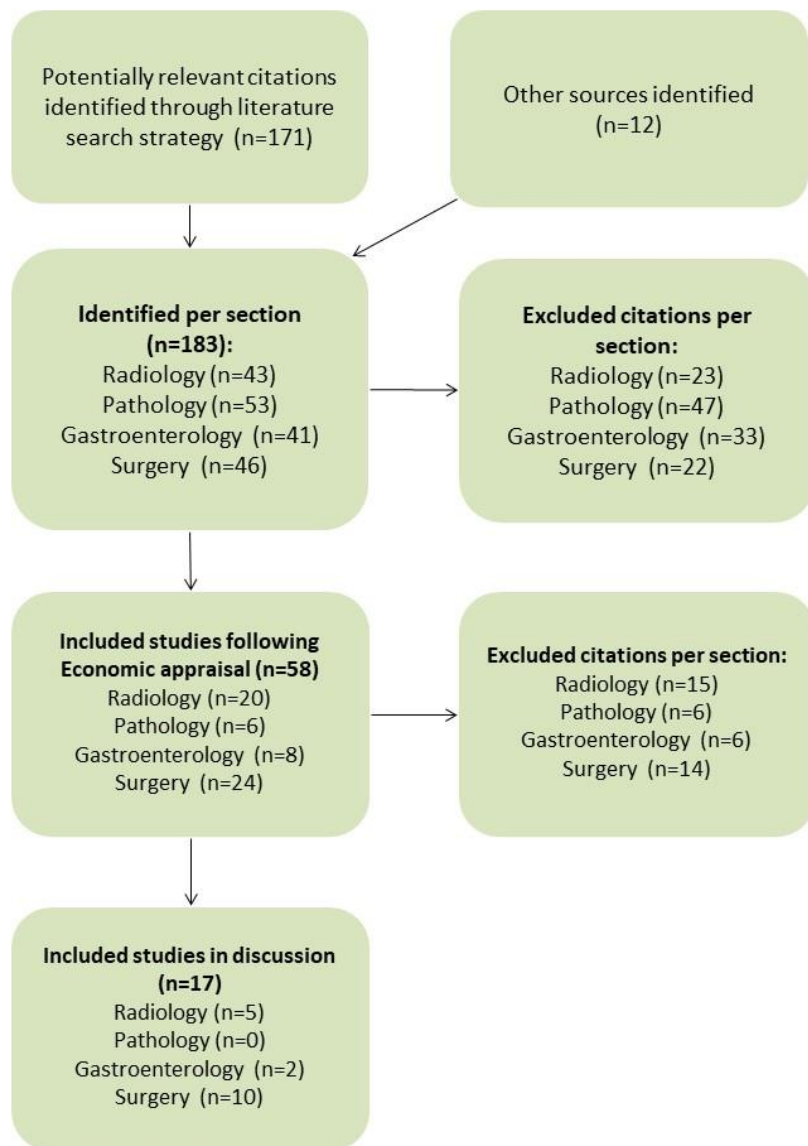 Potentially relevant citations
identified through literature
search strategy (n=171)
Other sources identified
(n=12)
Identified per section
(n=183):
Radiology (n=43)
Pathology (n=53)
Gastroenterology (n=41)
Surgery (n=46)
Excluded citations per
section:
Radiology (n=23)
Pathology (n=47)
Gastroenterology (n=33)
Surgery (n=22)
Included studies following
Economic appraisal (n=58)
Radiology (n=20)
Pathology (n=6)
Gastroenterology (n=8)
Surgery (n=24)
Excluded citations per section:
Radiology (n=15)
Pathology (n=6)
Gastroenterology (n=6)
Surgery (n=14)
Included studies in discussion
(n=17)
Radiology (n=5)
Pathology (n=0)
Gastroenterology (n=2)
Surgery (n=10)